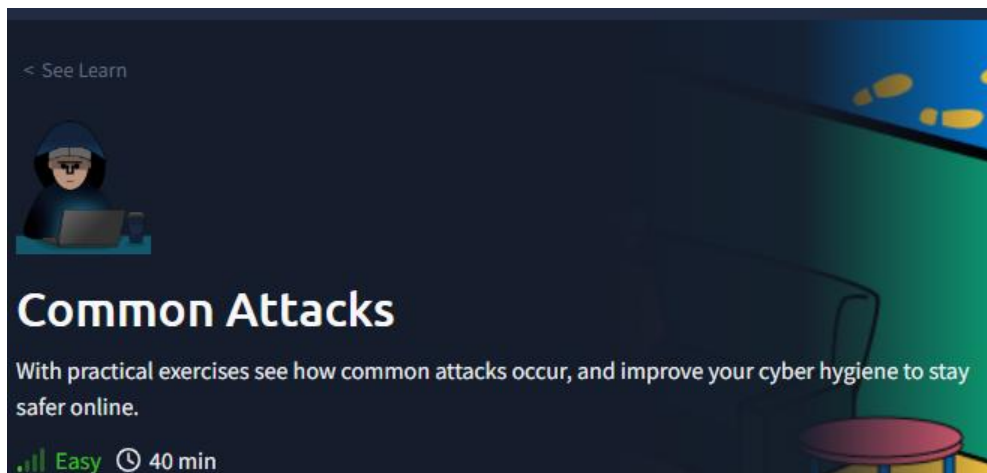 < See Learn
Common Attacks
With practical exercises see how common attacks occur, and improve your cyber hygiene to stay
safer online.
Easy 40 min